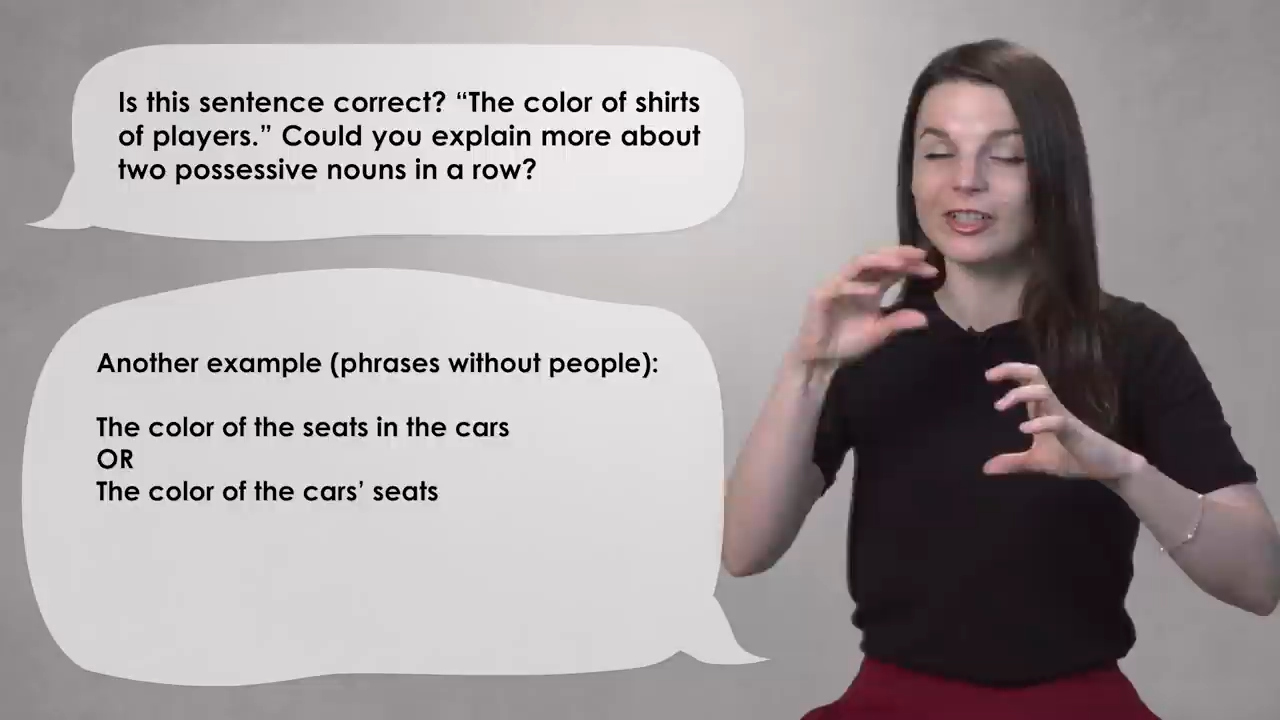 Is this sentence correct? “The color of shirts
of players.” Could you explain more about
two possessive nouns in a row?
Another example (phrases without people):
The color of the seats in the cars
OR
The color of the cars’ seats